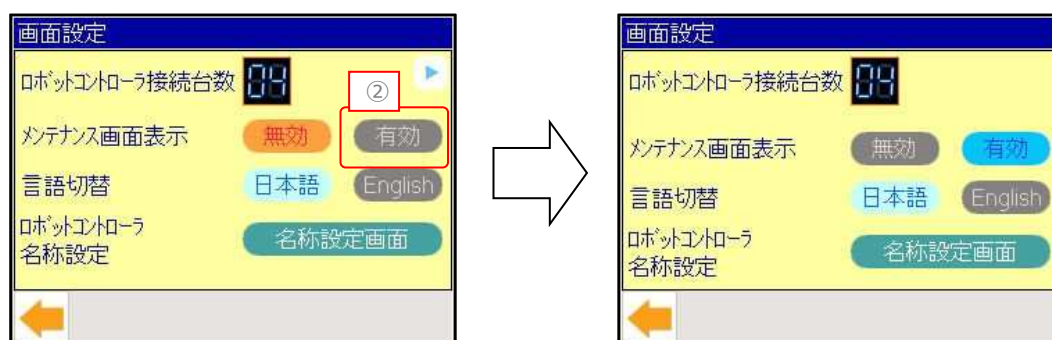 画面設定
ロボットコントローラ接続台数 04
②
メンテナンス画面表示 無効 有効
言語切替 日本語 English
ロボットコントローラ
名称設定 名称設定画面
画面設定
ロボットコントローラ接続台数 04
メンテナンス画面表示 無効 有効
言語切替 日本語 English
ロボットコントローラ
名称設定 名称設定画面